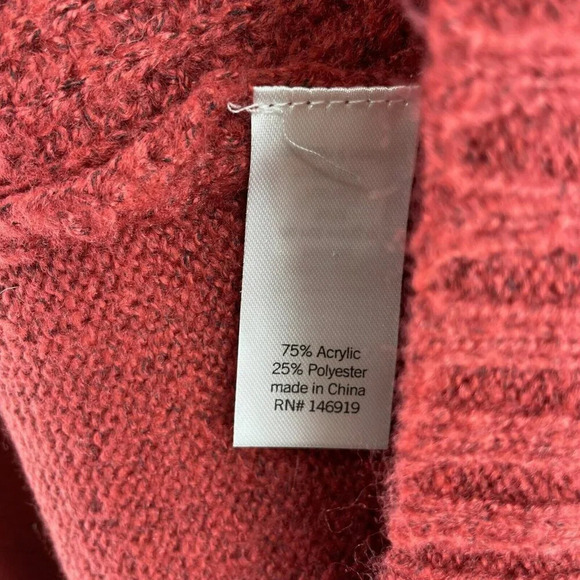 75% Acrylic
25% Polyester
made in China
RN# 146919